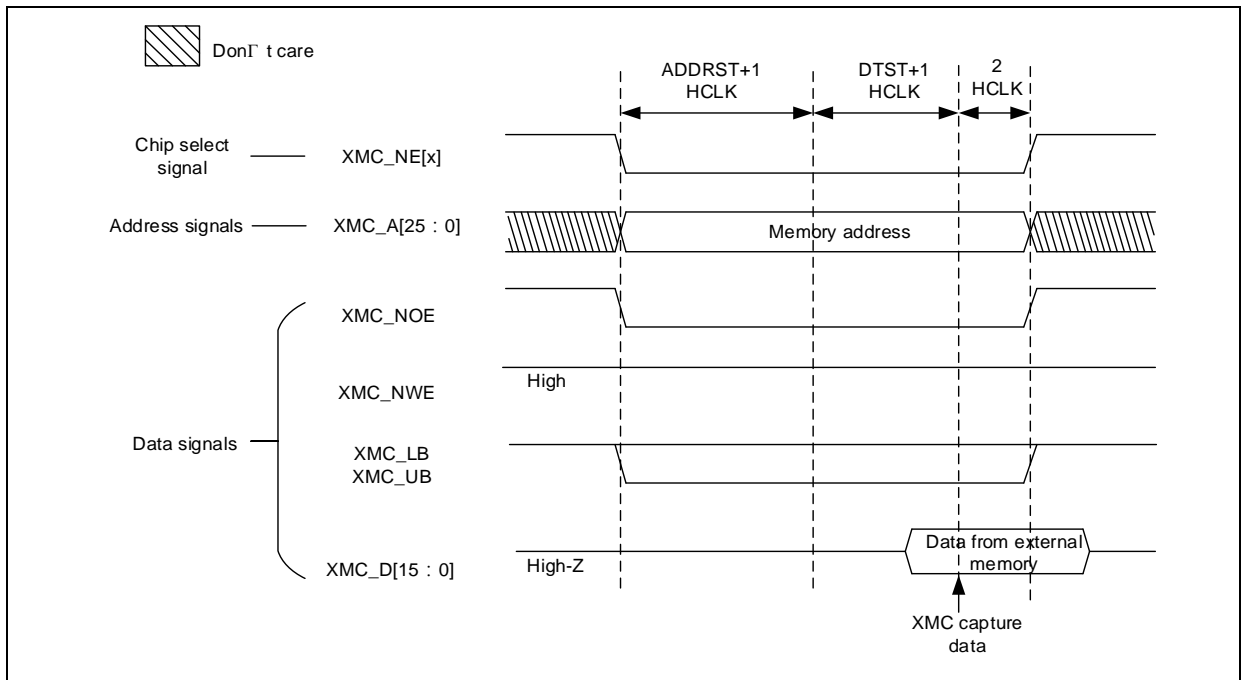 DonΓ t care
ADDRST+1
HCLK
DTST+1
HCLK
2
HCLK
Chip select
signal
XMC_NE[x]
Address signals
XMC_A[25 : 0]
Memory address
XMC_NOE
High
XMC_NWE
Data signals
XMC_LB
XMC_UB
XMC_D[15 : 0]
High-Z
Data from external
memory
XMC capture
data